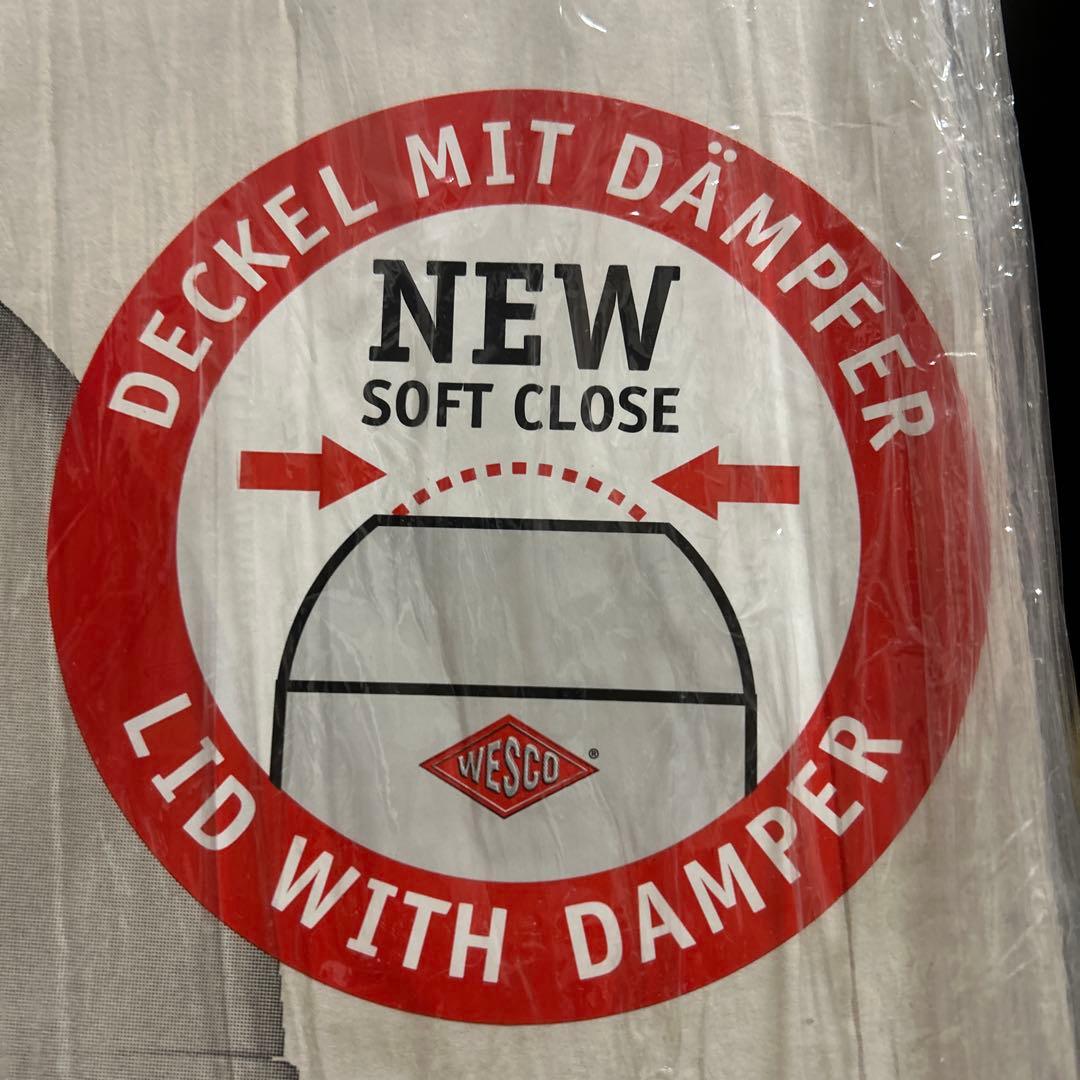 DECKEL MIT DÄMPFER
NEW
SOFT CLOSE
WESCO®
LID WITH DAMPER